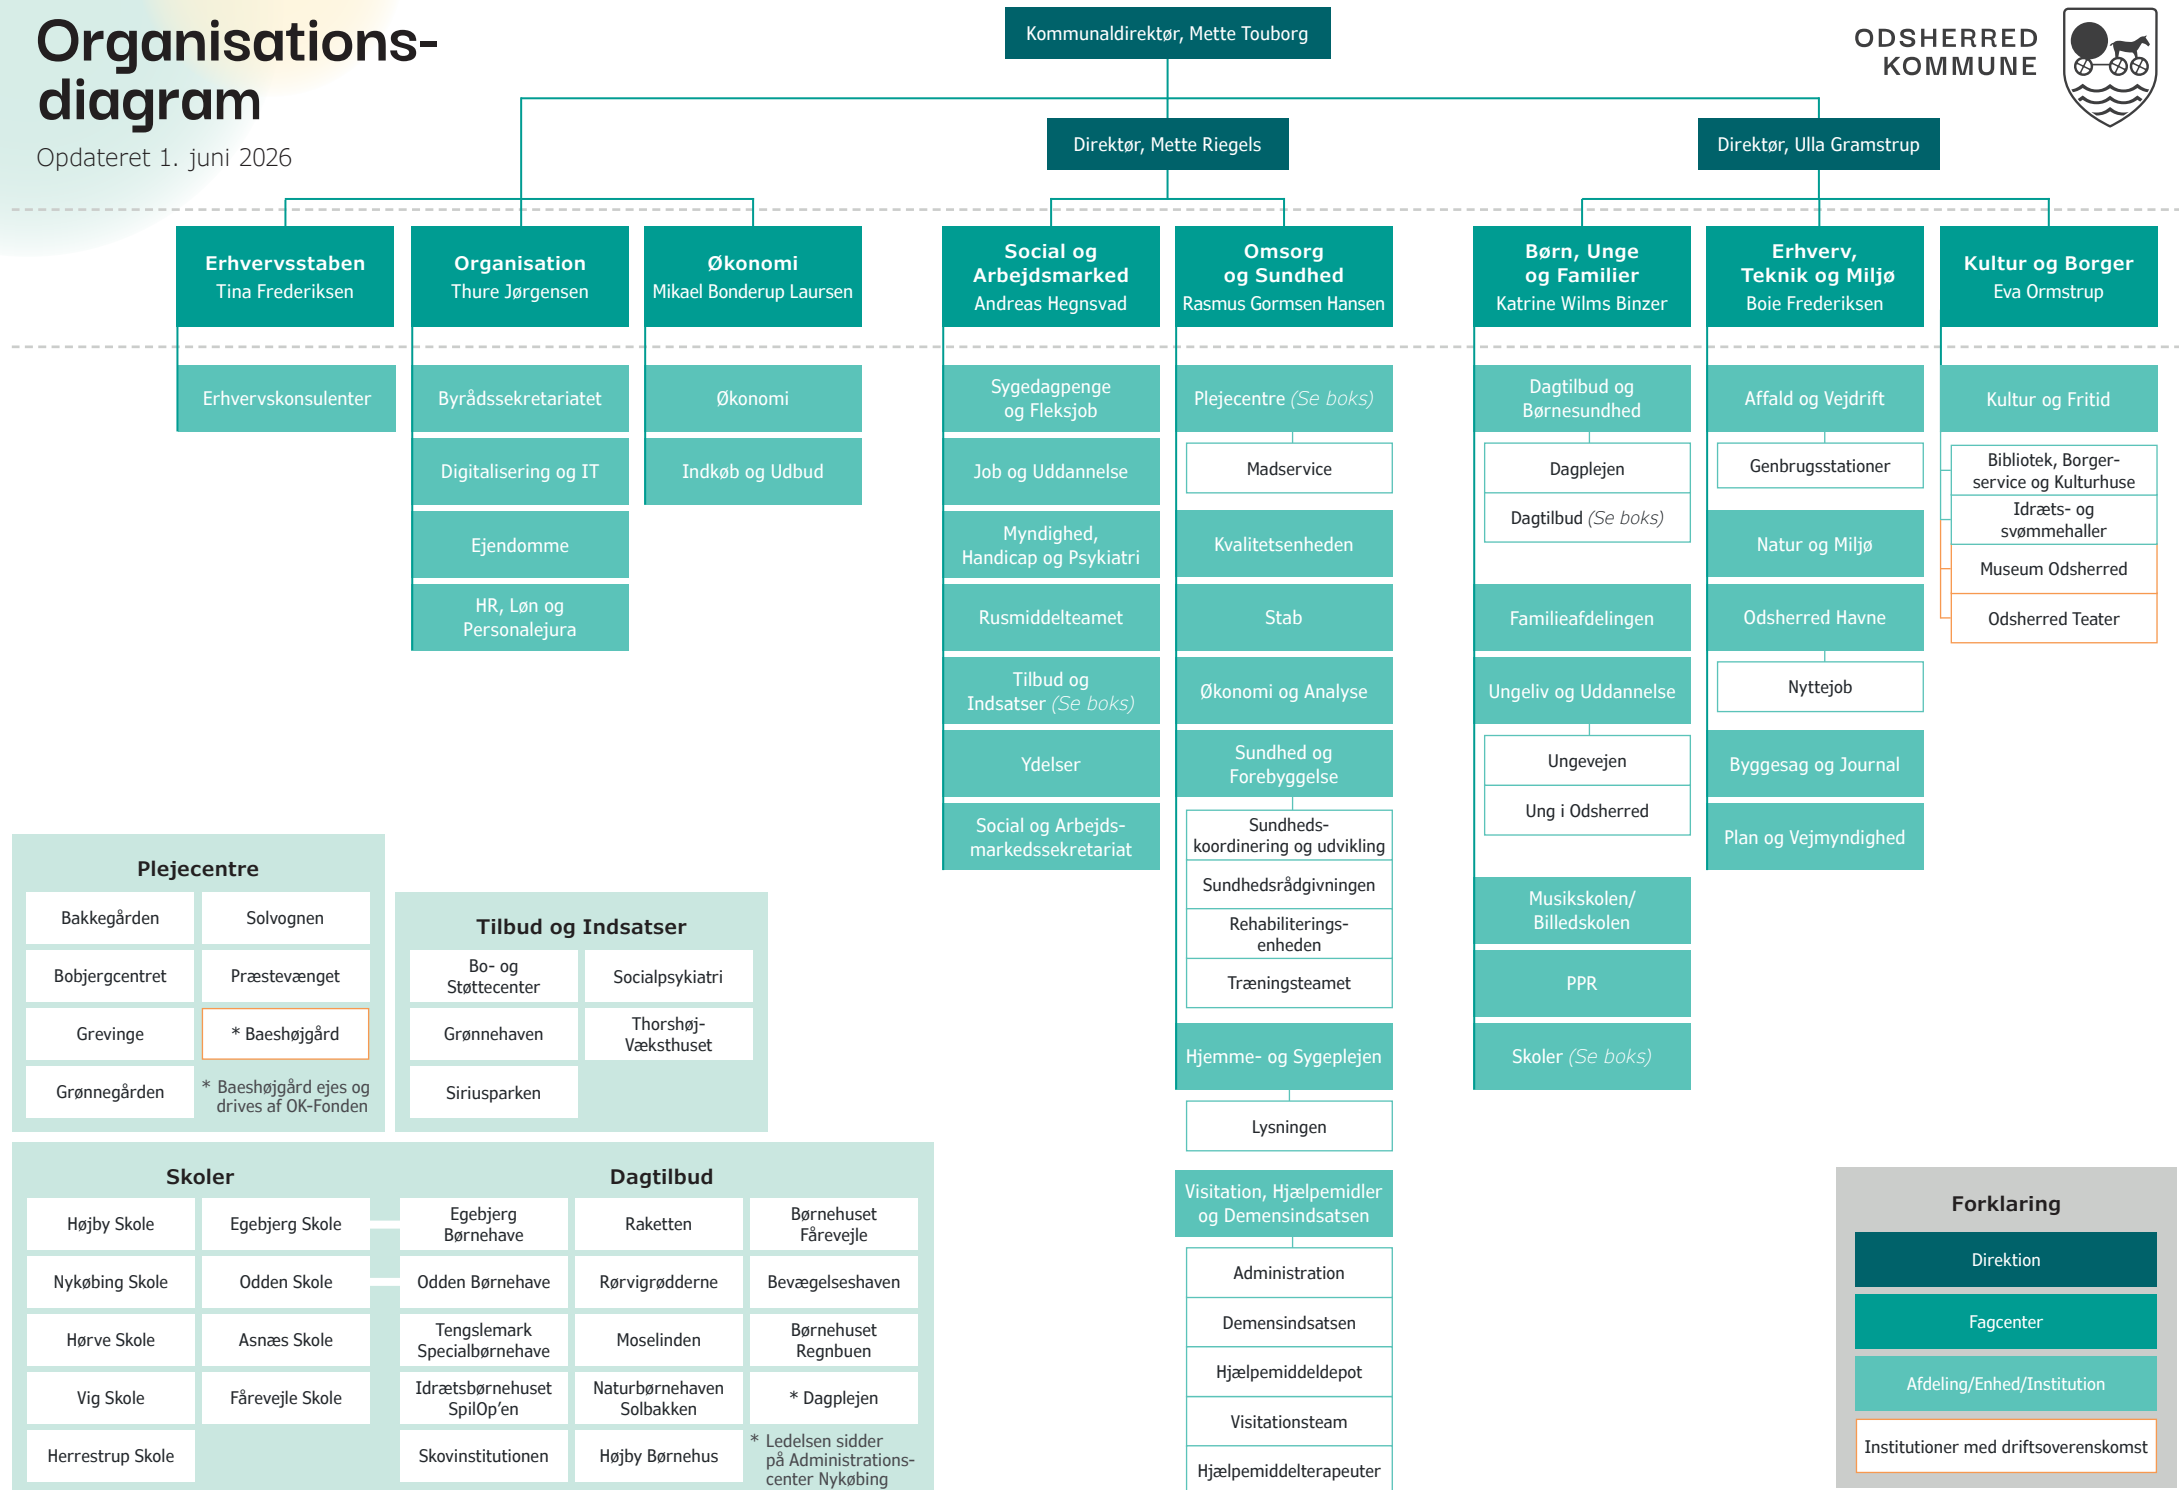 Organisations-
diagram
Opdateret 1. juni 2026
Kommunaldirektør, Mette Touborg
ODSHERRED
KOMMUNE
Direktør, Mette Riegels
Direktør, Ulla Gramstrup
Erhvervsstaben
Tina Frederiksen
Organisation
Thure Jørgensen
Økonomi
Mikael Bonderup Laursen
Social og
Arbejdsmarked
Andreas Hegnsvad
Omsorg
og Sundhed
Rasmus Gormsen Hansen
Børn, Unge
og Familier
Katrine Wilms Binzer
Erhverv,
Teknik og Miljø
Boie Frederiksen
Kultur og Borger
Eva Ormstrup
Erhvervskonsulenter
Byrådssekretariatet
Digitalisering og IT
Ejendomme
HR, Løn og
Personalejura
Økonomi
Indkøb og Udbud
Sygedagpenge
og Fleksjob
Job og Uddannelse
Myndighed,
Handicap og Psykiatri
Rusmiddelteamet
Tilbud og
Indsatser (Se boks)
Ydelser
Social og Arbejds-
markedssekretariat
Plejecentre (Se boks)
Madservice
Kvalitetsenheden
Stab
Økonomi og Analyse
Sundhed og
Forebyggelse
Sundheds-
koordinering og udvikling
Sundhedsrådgivningen
Rehabiliterings-
enheden
Træningsteamet
Hjemme- og Sygeplejen
Lysningen
Visitation, Hjælpemidler
og Demensindsatsen
Administration
Demensindsatsen
Hjælpemiddeldepot
Visitationsteam
Hjælpemiddelterapeuter
Dagtilbud og
Børnesundhed
Dagplejen
Dagtilbud (Se boks)
Familieafdelingen
Ungeliv og Uddannelse
Ungevejen
Ung i Odsherred
Musikskolen/
Billedskolen
PPR
Skoler (Se boks)
Affald og Vejdrift
Genbrugsstationer
Natur og Miljø
Odsherred Havne
Nyttejob
Byggesag og Journal
Plan og Vejmyndighed
Kultur og Fritid
Bibliotek, Borger-
service og Kulturhuse
Idræts- og
svømmehaller
Museum Odsherred
Odsherred Teater
Plejecentre
Bakkegården
Solvognen
Bobjergcentret
Præstevænget
Grevinge
* Baeshøjgård
Grønnegården
* Baeshøjgård ejes og
drives af OK-Fonden
Tilbud og Indsatser
Bo- og
Støttecenter
Socialpsykiatri
Grønnehaven
Thorshøj-
Væksthuset
Siriusparken
Skoler
Højby Skole
Egebjerg Skole
Nykøbing Skole
Odden Skole
Hørve Skole
Asnæs Skole
Vig Skole
Fårevejle Skole
Herrestrup Skole
Dagtilbud
Egebjerg
Børnehave
Raketten
Børnehuset
Fårevejle
Odden Børnehave
Rørvigrødderne
Bevægelseshaven
Tengslemark
Specialbørnehave
Moselinden
Børnehuset
Regnbuen
Idrætsbørnehuset
SpilOp'en
Naturbørnehaven
Solbakken
* Dagplejen
Skovinstitutionen
Højby Børnehus
* Ledelsen sidder
på Administrations-
center Nykøbing
Forklaring
Direktion
Fagcenter
Afdeling/Enhed/Institution
Institutioner med driftsoverenskomst